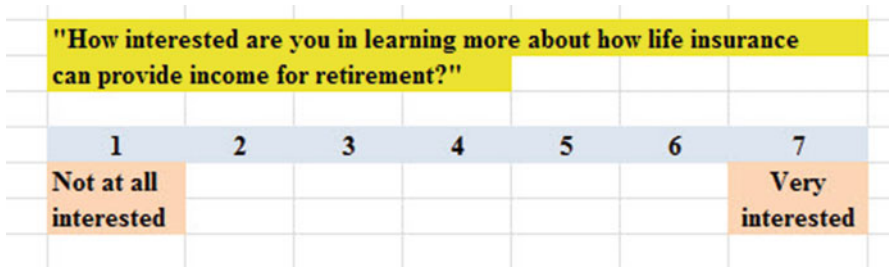 "How interested are you in learning more about how life insurance
can provide income for retirement?"
1 2 3 4 5 6 7
Not at all Very
interested interested